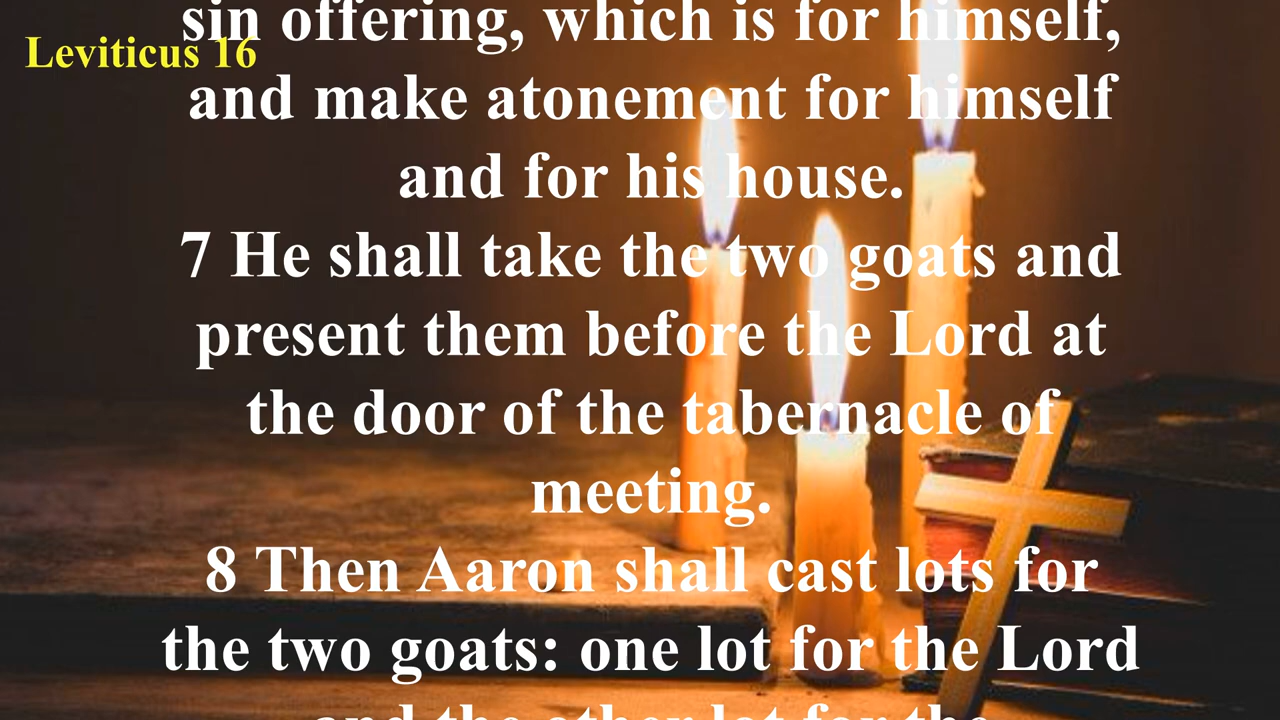 Leviticus 16
sin offering, which is for himself,
and make atonement for himself
and for his house.
7 He shall take the two goats and
present them before the Lord at
the door of the tabernacle of
meeting.
8 Then Aaron shall cast lots for
the two goats: one lot for the Lord
and the other lot for the